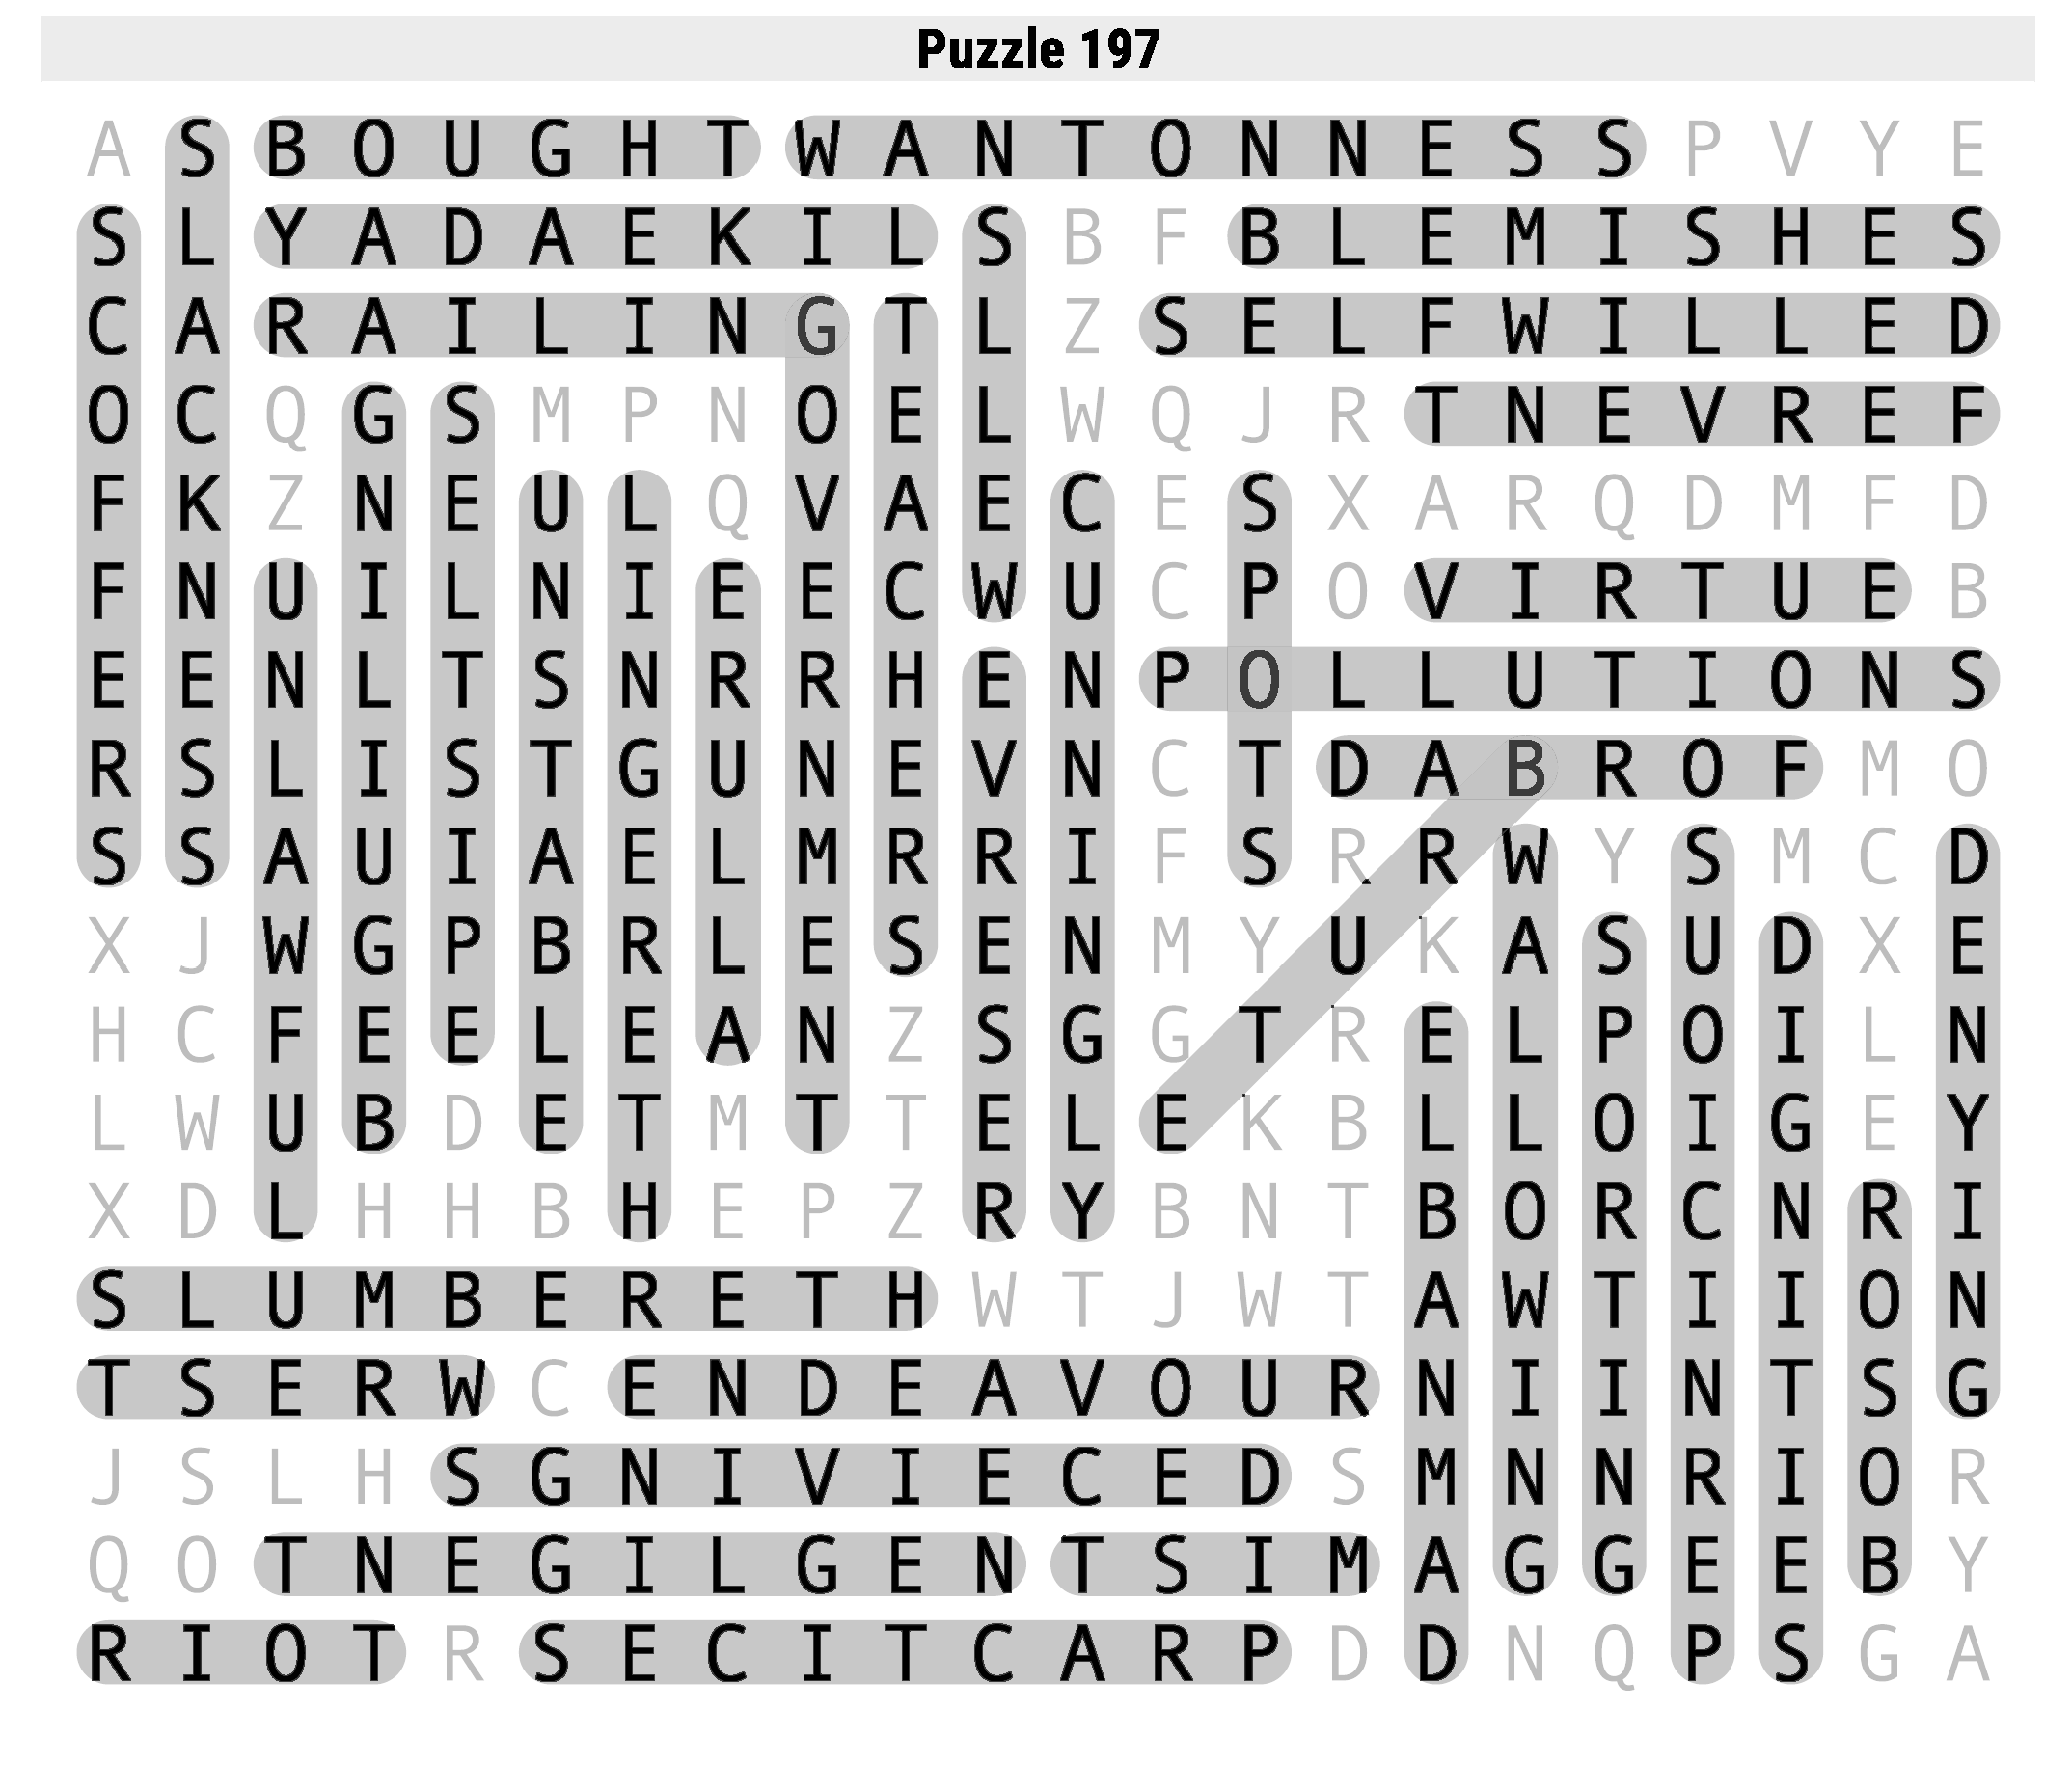 Puzzle 197
A S B O U G H T W A N T O N N E S S P V Y E
S L Y A D A E K I L S B F B L E M I S H E S
C A R A I L I N G T L Z S E L F W I L L E D
O C Q G S M P N O E L W Q J R T N E V R E F
F K Z N E U L Q V A E C E S X A R Q D M F D
F N U I L N I E E C W U C P O V I R T U E B
E E N L T S N R R H E N P O L L U T I O N S
R S L I S T G U N E V N C T D A B R O F M O
S S A U I A E L M R R I F S R R W Y S M C D
X J W G P B R L E S E N M Y U K A S U D X E
H C F E E L E A N Z S G G T R E L P O I L N
L W U B D E T M T T E L E K B L L O I G E Y
X D L H H B H E P Z R Y B N T B O R C N R I
S L U M B E R E T H W T J W T A W T I I O N
T S E R W C E N D E A V O U R N I I N T S G
J S L H S G N I V I E C E D S M N N R I O R
Q O T N E G I L G E N T S I M A G G E E B Y
R I O T R S E C I T C A R P D D N Q P S G A